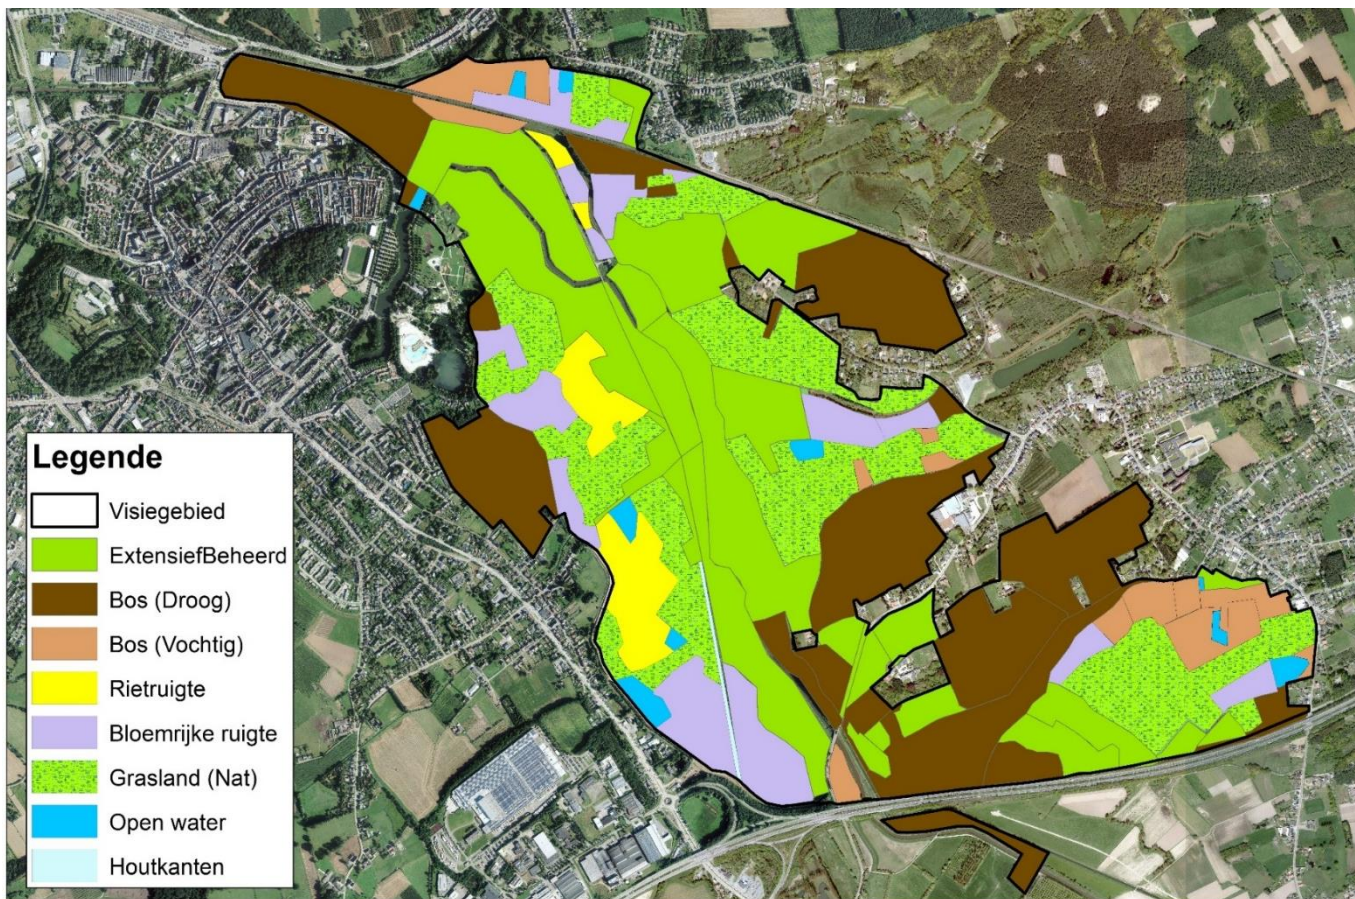 Legende
Visiegebied
ExtensiefBeheerd
Bos (Droog)
Bos (Vochtig)
Rietruigte
Bloemrijke ruigte
Grasland (Nat)
Open water
Houtkanten